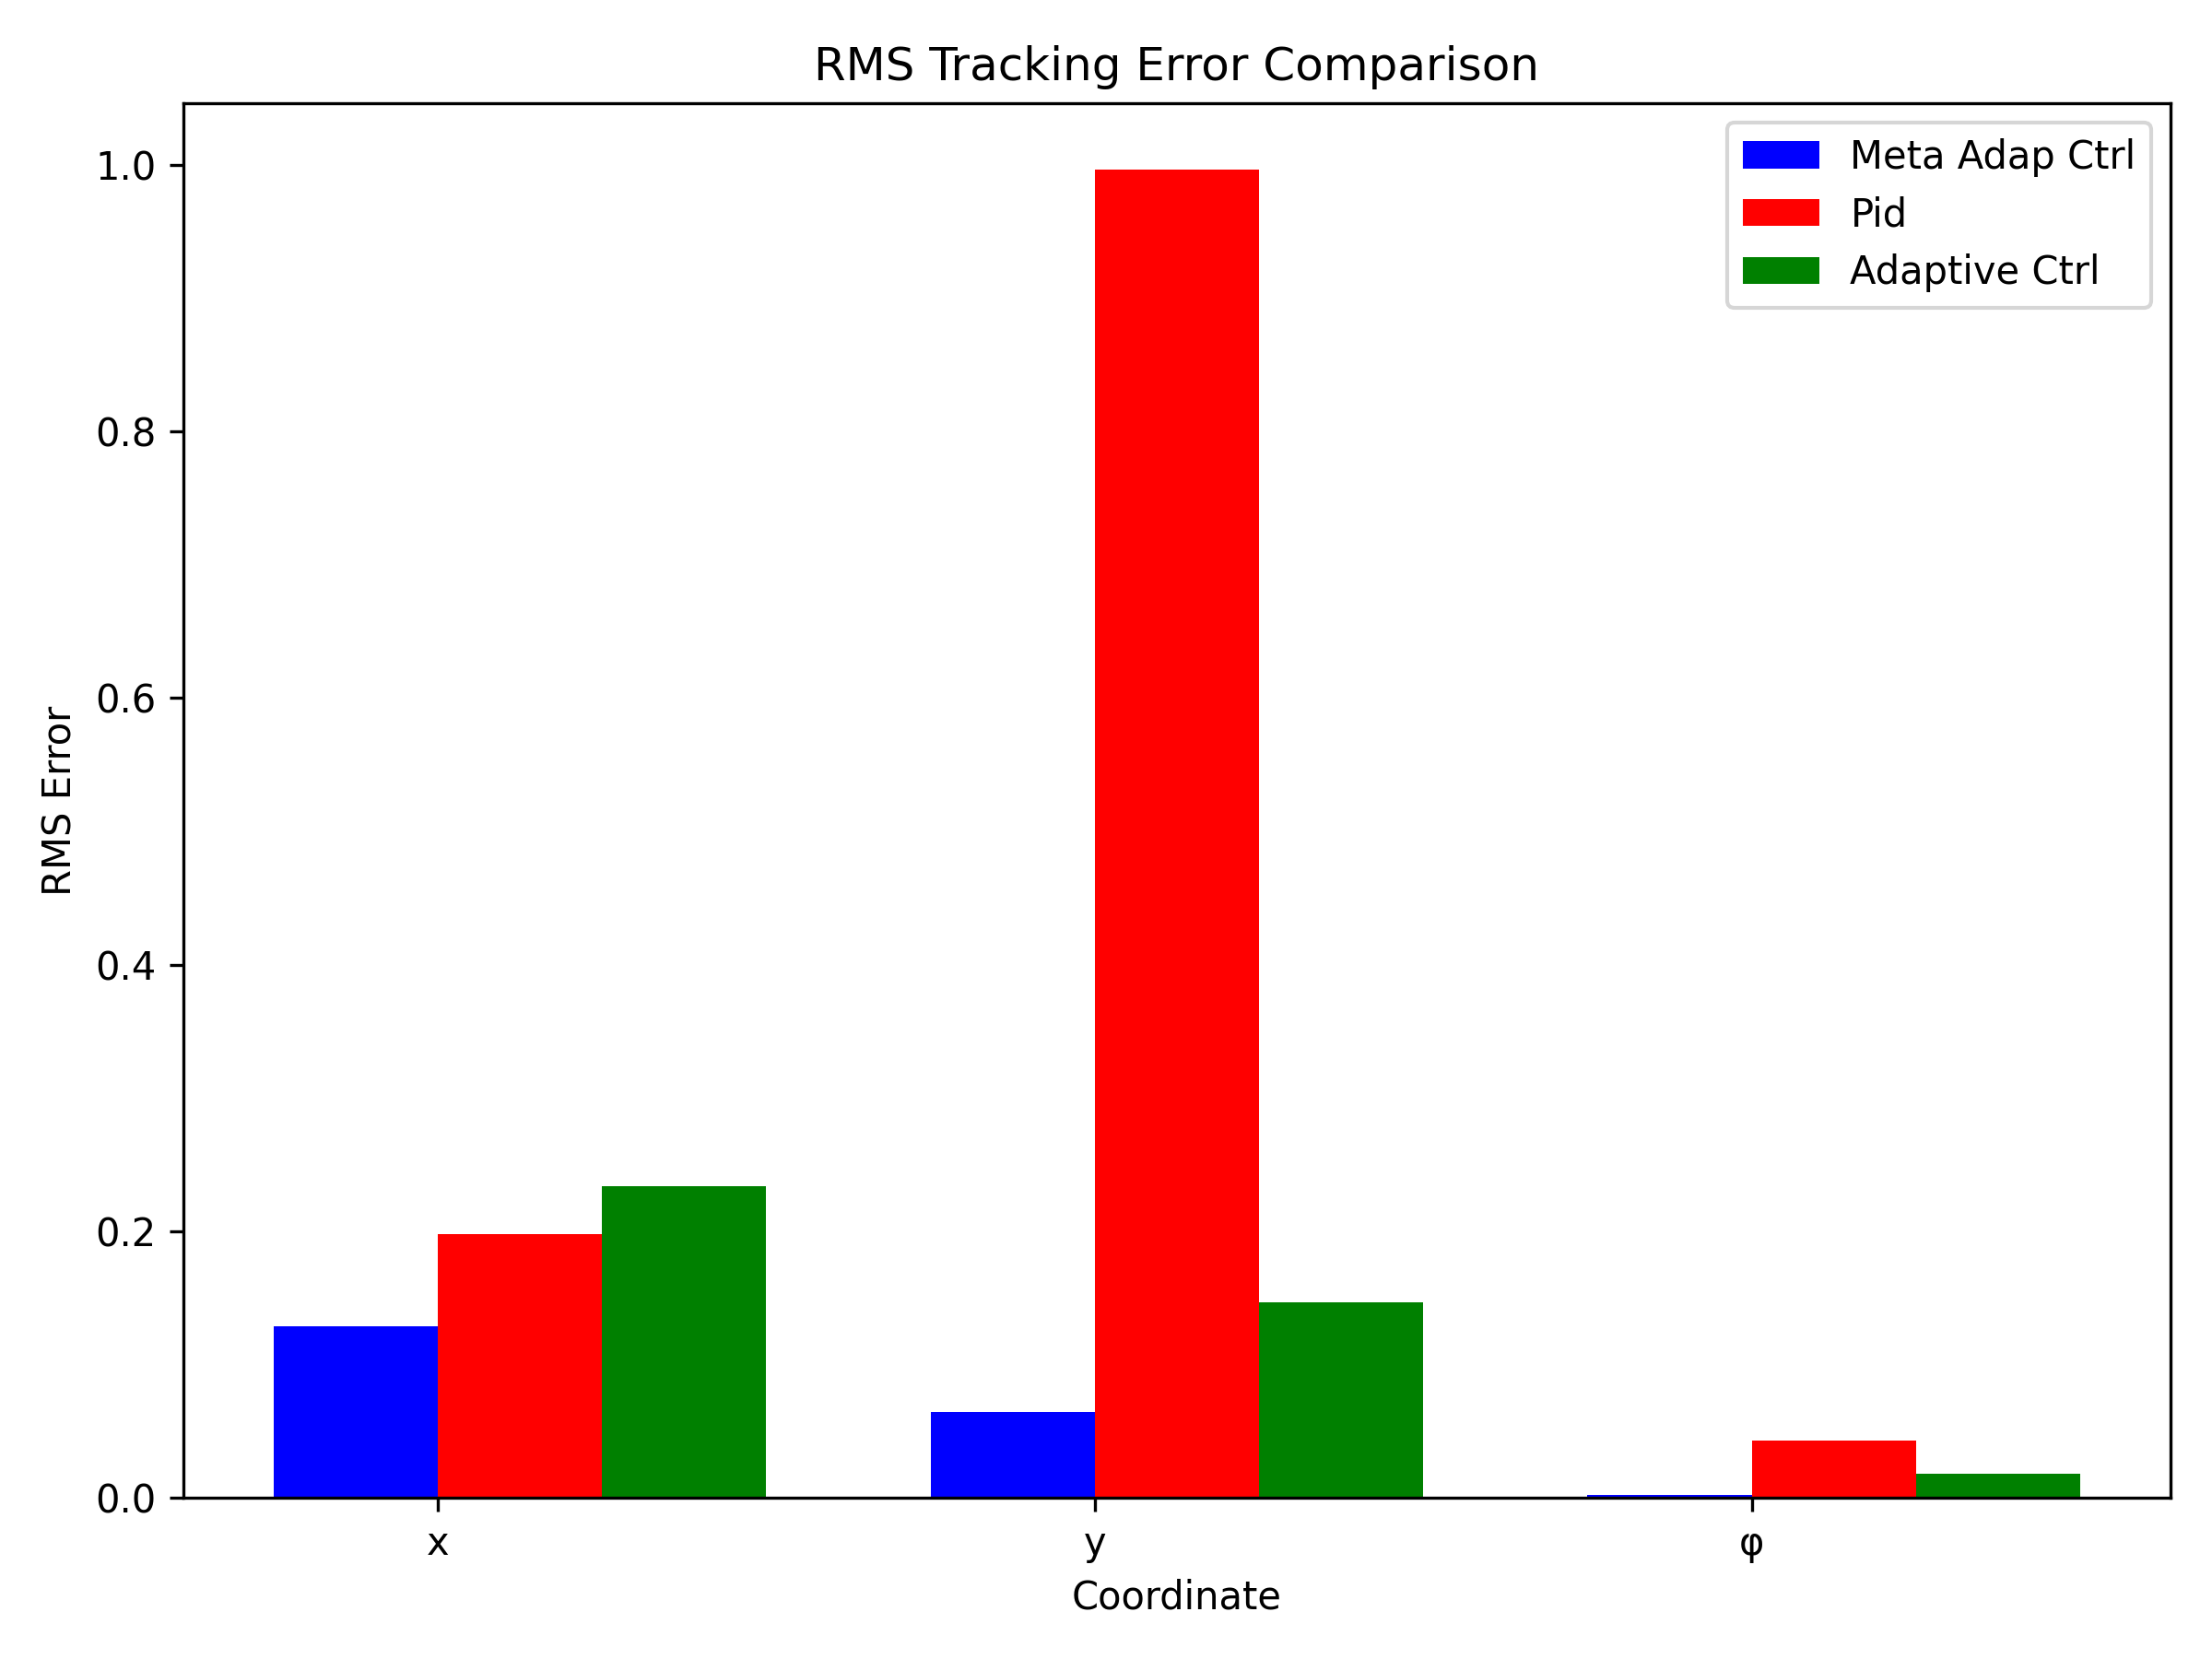 RMS Tracking Error Comparison
Meta Adap Ctrl
Pid
Adaptive Ctrl
RMS Error
1.0
0.8
0.6
0.4
0.2
0.0
x
y
φ
Coordinate